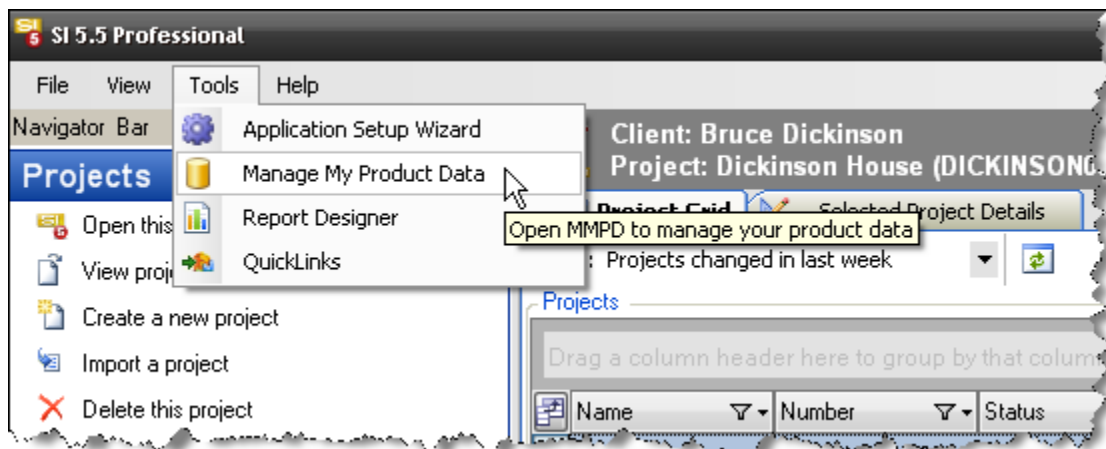 SI 5.5 Professional
File View Tools Help
Navigator Bar
Application Setup Wizard
Manage My Product Data
Report Designer
QuickLinks
Open MMPD to manage your product data
Client: Bruce Dickinson
Project: Dickinson House (DICKINSON
Projects
Open this
View proj
Create a new project
Import a project
Delete this project
Project Grid Selected Project Details
: Projects changed in last week
Projects
Drag a column header here to group by that colum
Name Number Status